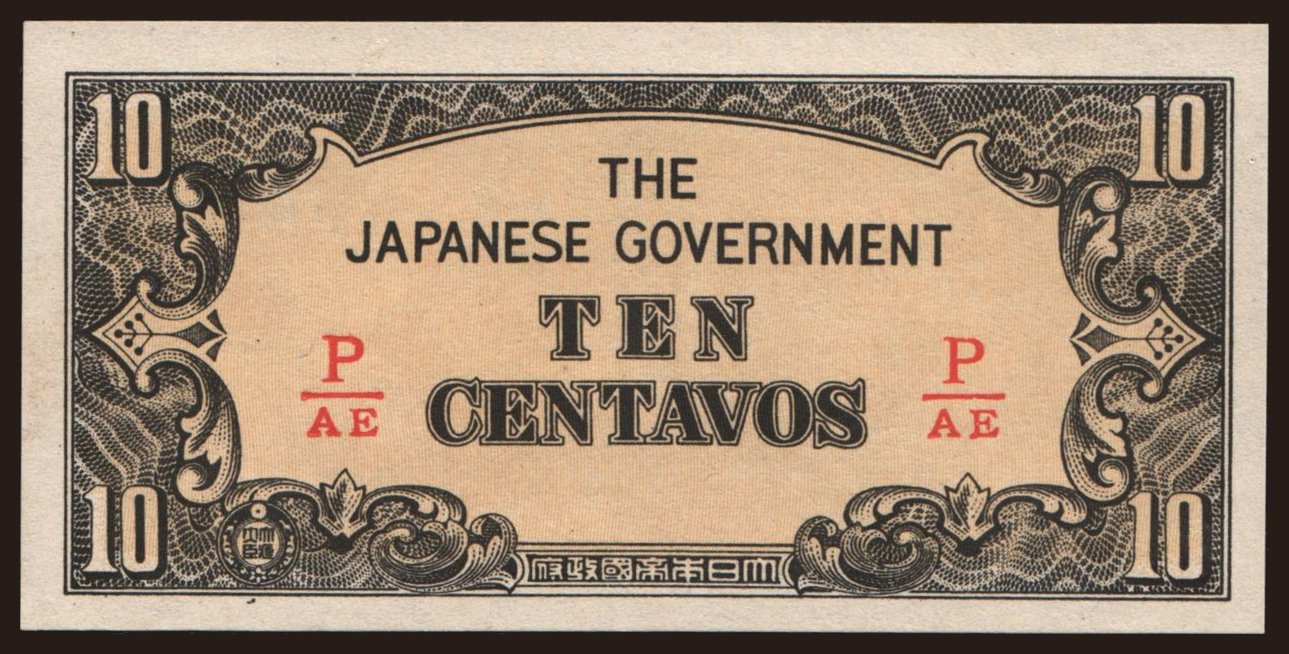 10 10
THE
JAPANESE GOVERNMENT
TEN
P P
AE AE
CENTAVOS
10 10
大日本帝國政府